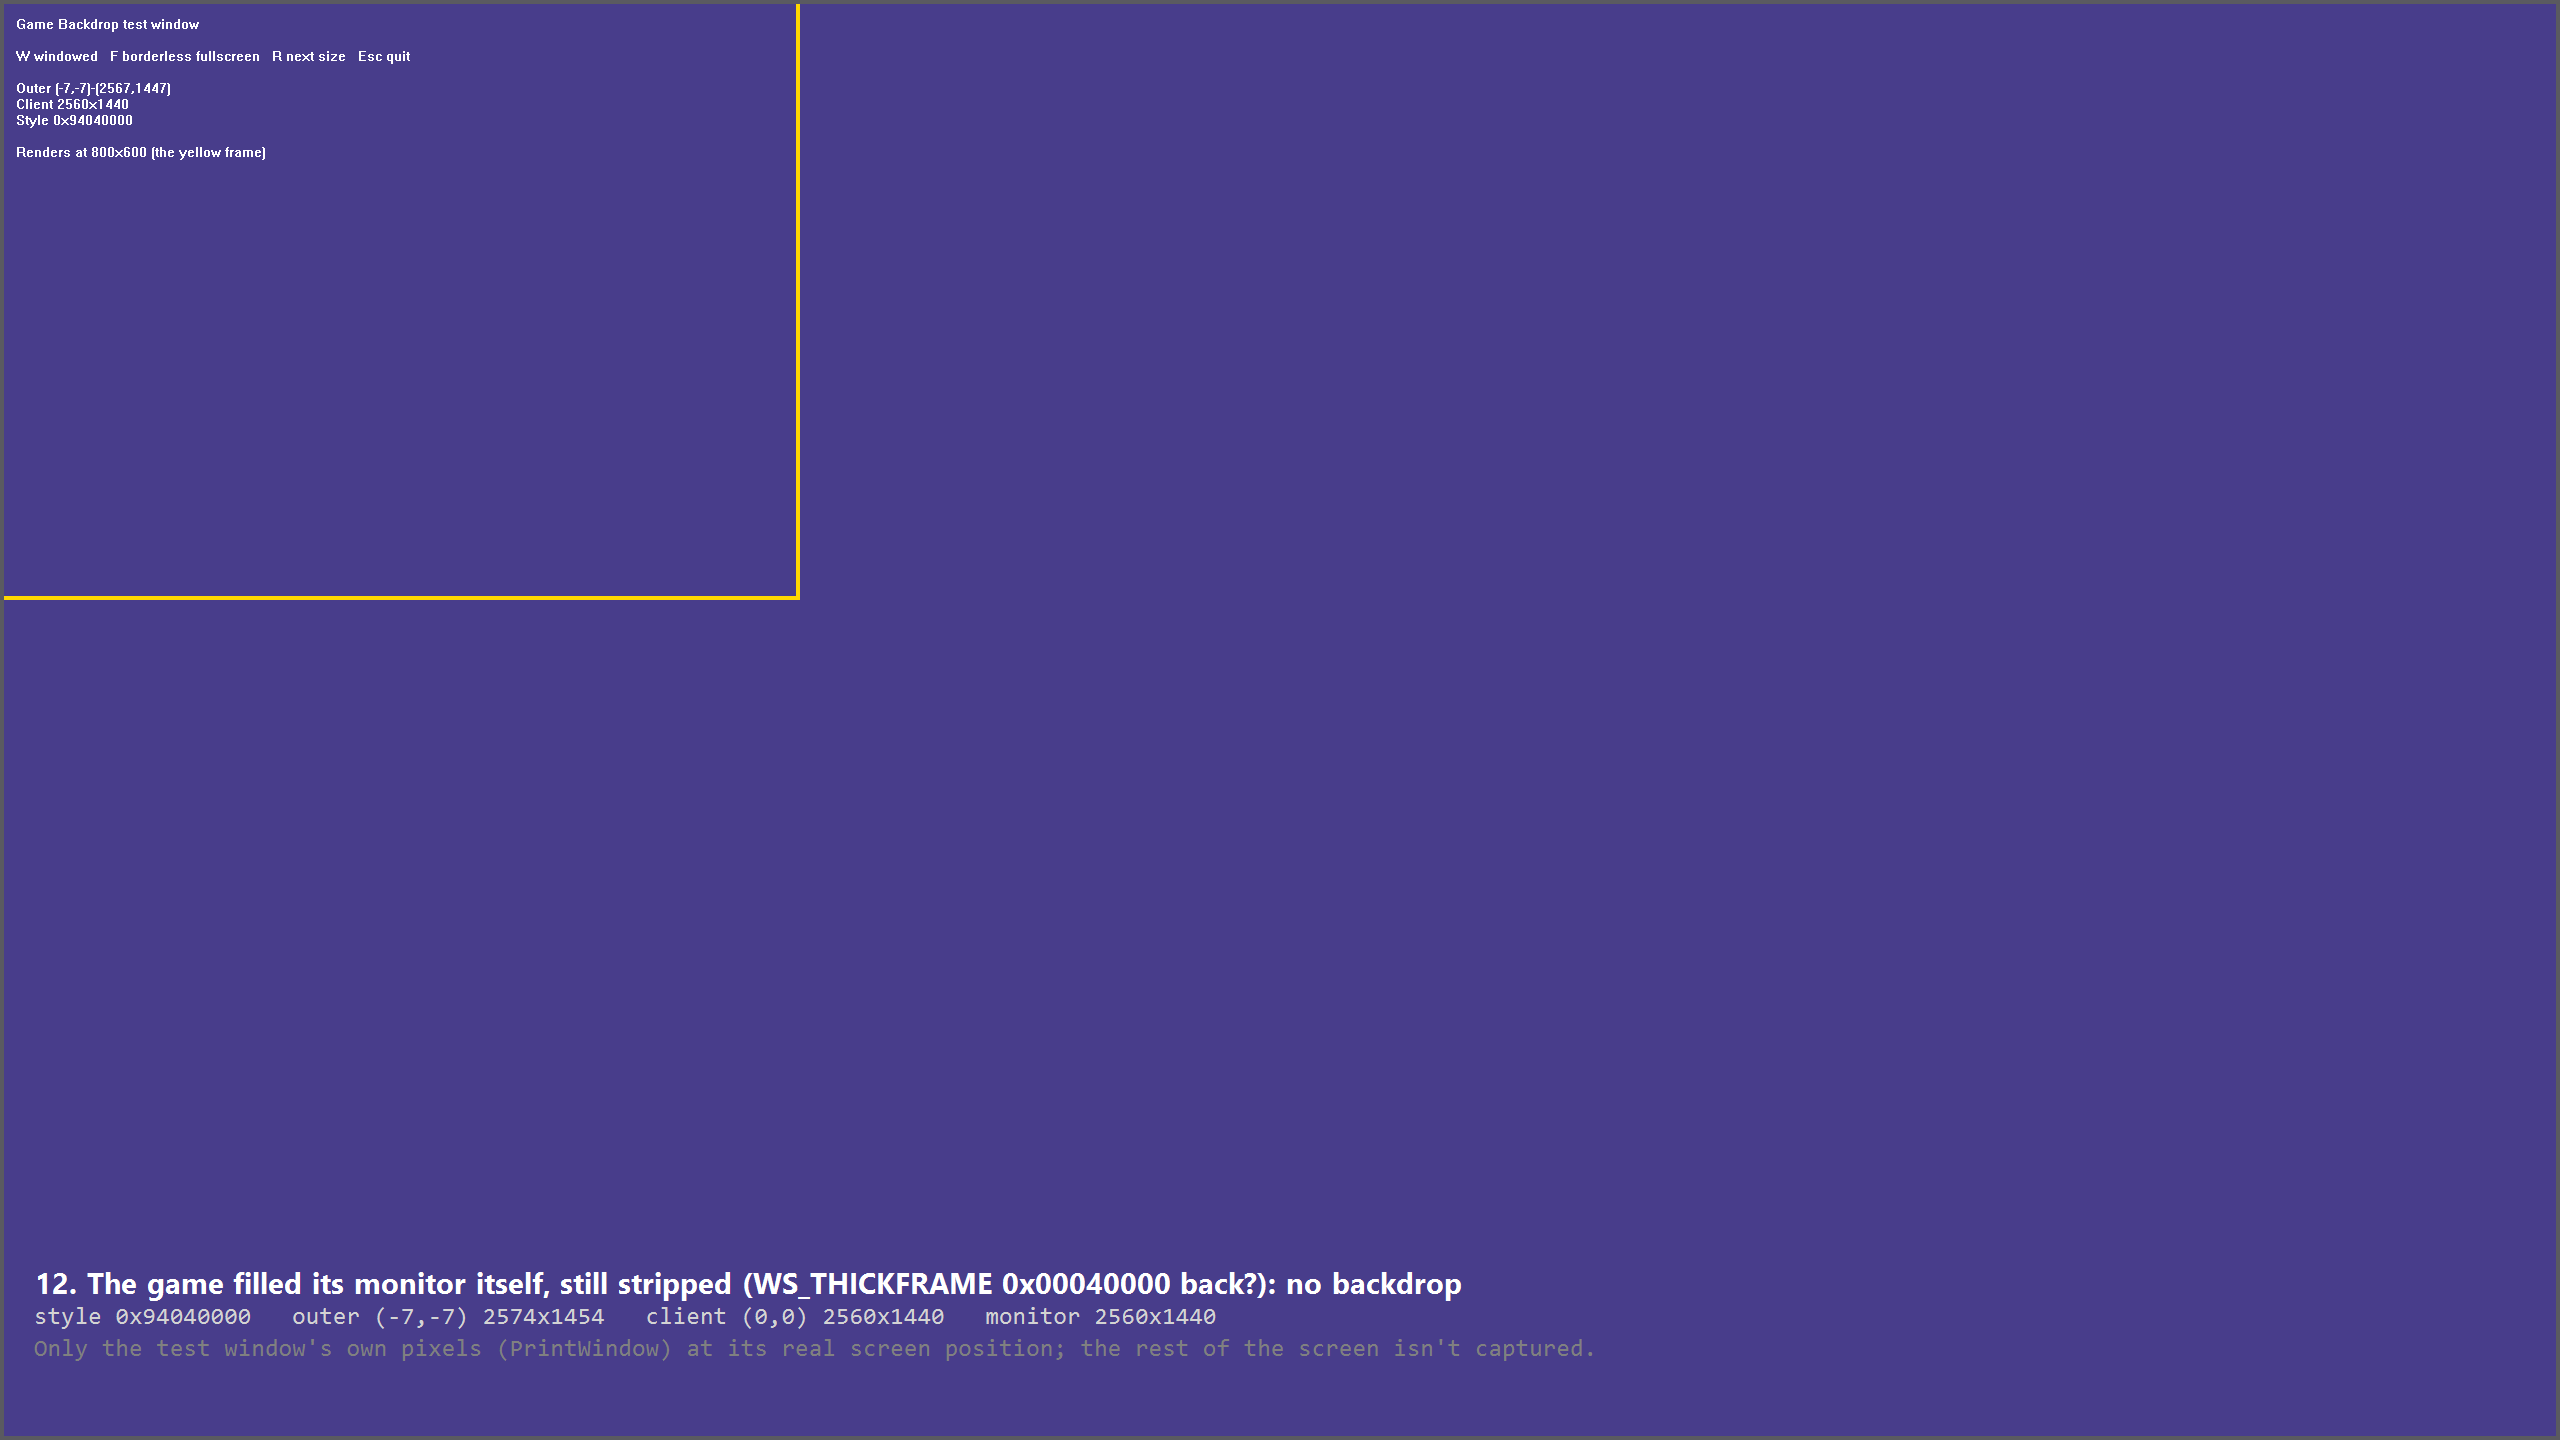 Game Backdrop test window
W windowed   F borderless fullscreen   R next size   Esc quit
Outer (-7,-7)-(2567,1447)
Client 2560x1440
Style 0x94040000
Renders at 800x600 (the yellow frame)
12. The game filled its monitor itself, still stripped (WS_THICKFRAME 0x00040000 back?): no backdrop
style 0x94040000   outer (-7,-7) 2574x1454   client (0,0) 2560x1440   monitor 2560x1440
Only the test window's own pixels (PrintWindow) at its real screen position; the rest of the screen isn't captured.